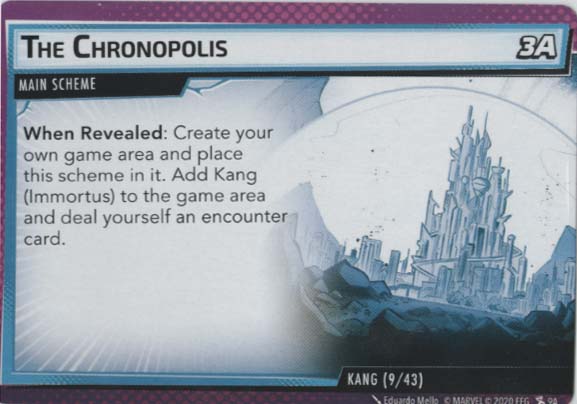 THE CHRONOPOLIS
3A
MAIN SCHEME
When Revealed: Create your
own game area and place
this scheme in it. Add Kang
(Immortus) to the game area
and deal yourself an encounter
card.
KANG (9/43)
Eduardo Mello © MARVEL © 2020 FFG 9A